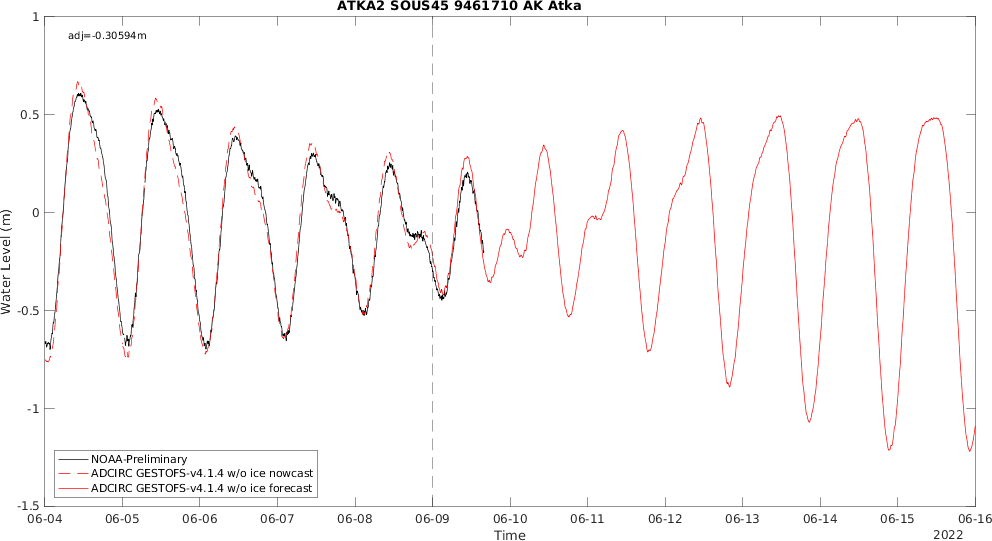 ATKA2 SOUS45 9461710 AK Atka
adj=-0.30594m
1
0.5
0
-0.5
-1
-1.5
Water Level (m)
NOAA-Preliminary
ADCIRC GESTOFS-v4.1.4 w/o ice nowcast
ADCIRC GESTOFS-v4.1.4 w/o ice forecast
06-04 06-05 06-06 06-07 06-08 06-09 06-10 06-11 06-12 06-13 06-14 06-15 06-16
Time
2022